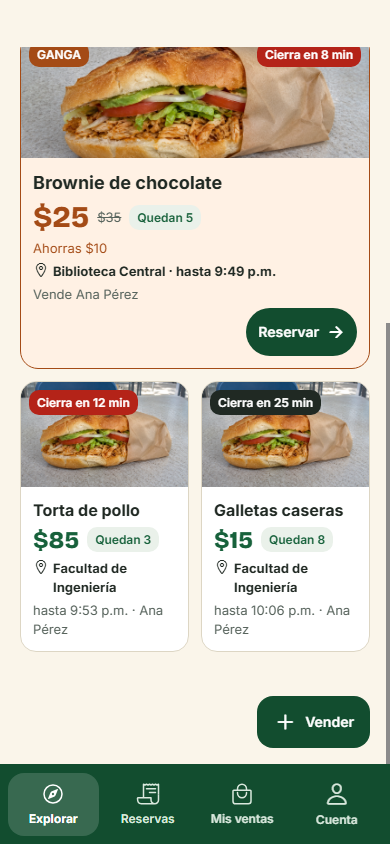 GANGA
Cierra en 8 min
Brownie de chocolate
$25 $35 Quedan 5
Ahorras $10
Biblioteca Central · hasta 9:49 p.m.
Vende Ana Pérez
Reservar
Cierra en 12 min
Torta de pollo
$85 Quedan 3
Facultad de
Ingeniería
hasta 9:53 p.m. · Ana
Pérez
Cierra en 25 min
Galletas caseras
$15 Quedan 8
Facultad de
Ingeniería
hasta 10:06 p.m. · Ana
Pérez
Vender
Explorar
Reservas
Mis ventas
Cuenta